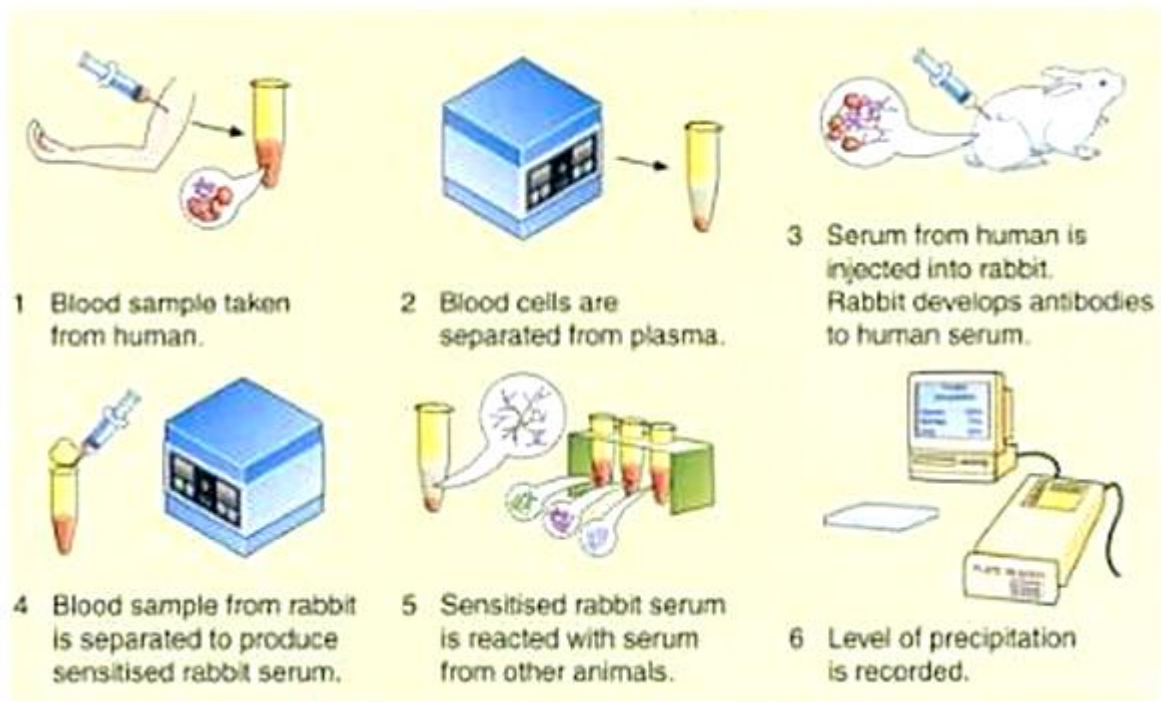 1 Blood sample taken
from human.
2 Blood cells are
separated from plasma.
3 Serum from human is
injected into rabbit.
Rabbit develops antibodies
to human serum.
4 Blood sample from rabbit
is separated to produce
sensitised rabbit serum.
5 Sensitised rabbit serum
is reacted with serum
from other animals.
6 Level of precipitation
is recorded.